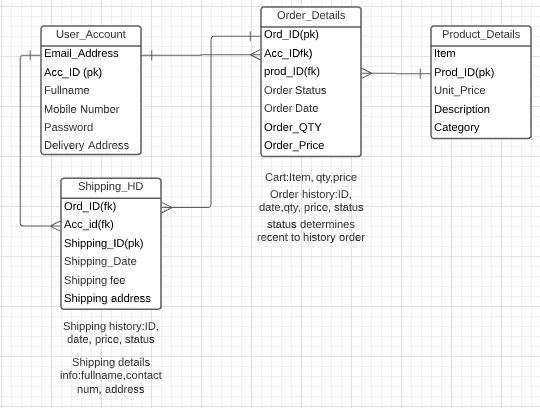 User_Account
Email_Address
Acc_ID (pk)
Fullname
Mobile Number
Password
Delivery Address
Order_Details
Ord_ID(pk)
Acc_IDfk)
prod_ID(fk)
Order Status
Order Date
Order_QTY
Order_Price
Product_Details
Item
Prod_ID(pk)
Unit_Price
Description
Category
Cart:Item, qty,price
Order history:ID,
date,qty, price, status
status determines
recent to history order
Shipping_HD
Ord_ID(fk)
Acc_id(fk)
Shipping_ID(pk)
Shipping_Date
Shipping fee
Shipping address
Shipping history:ID,
date, price, status
Shipping details
info:fullname,contact
num, address